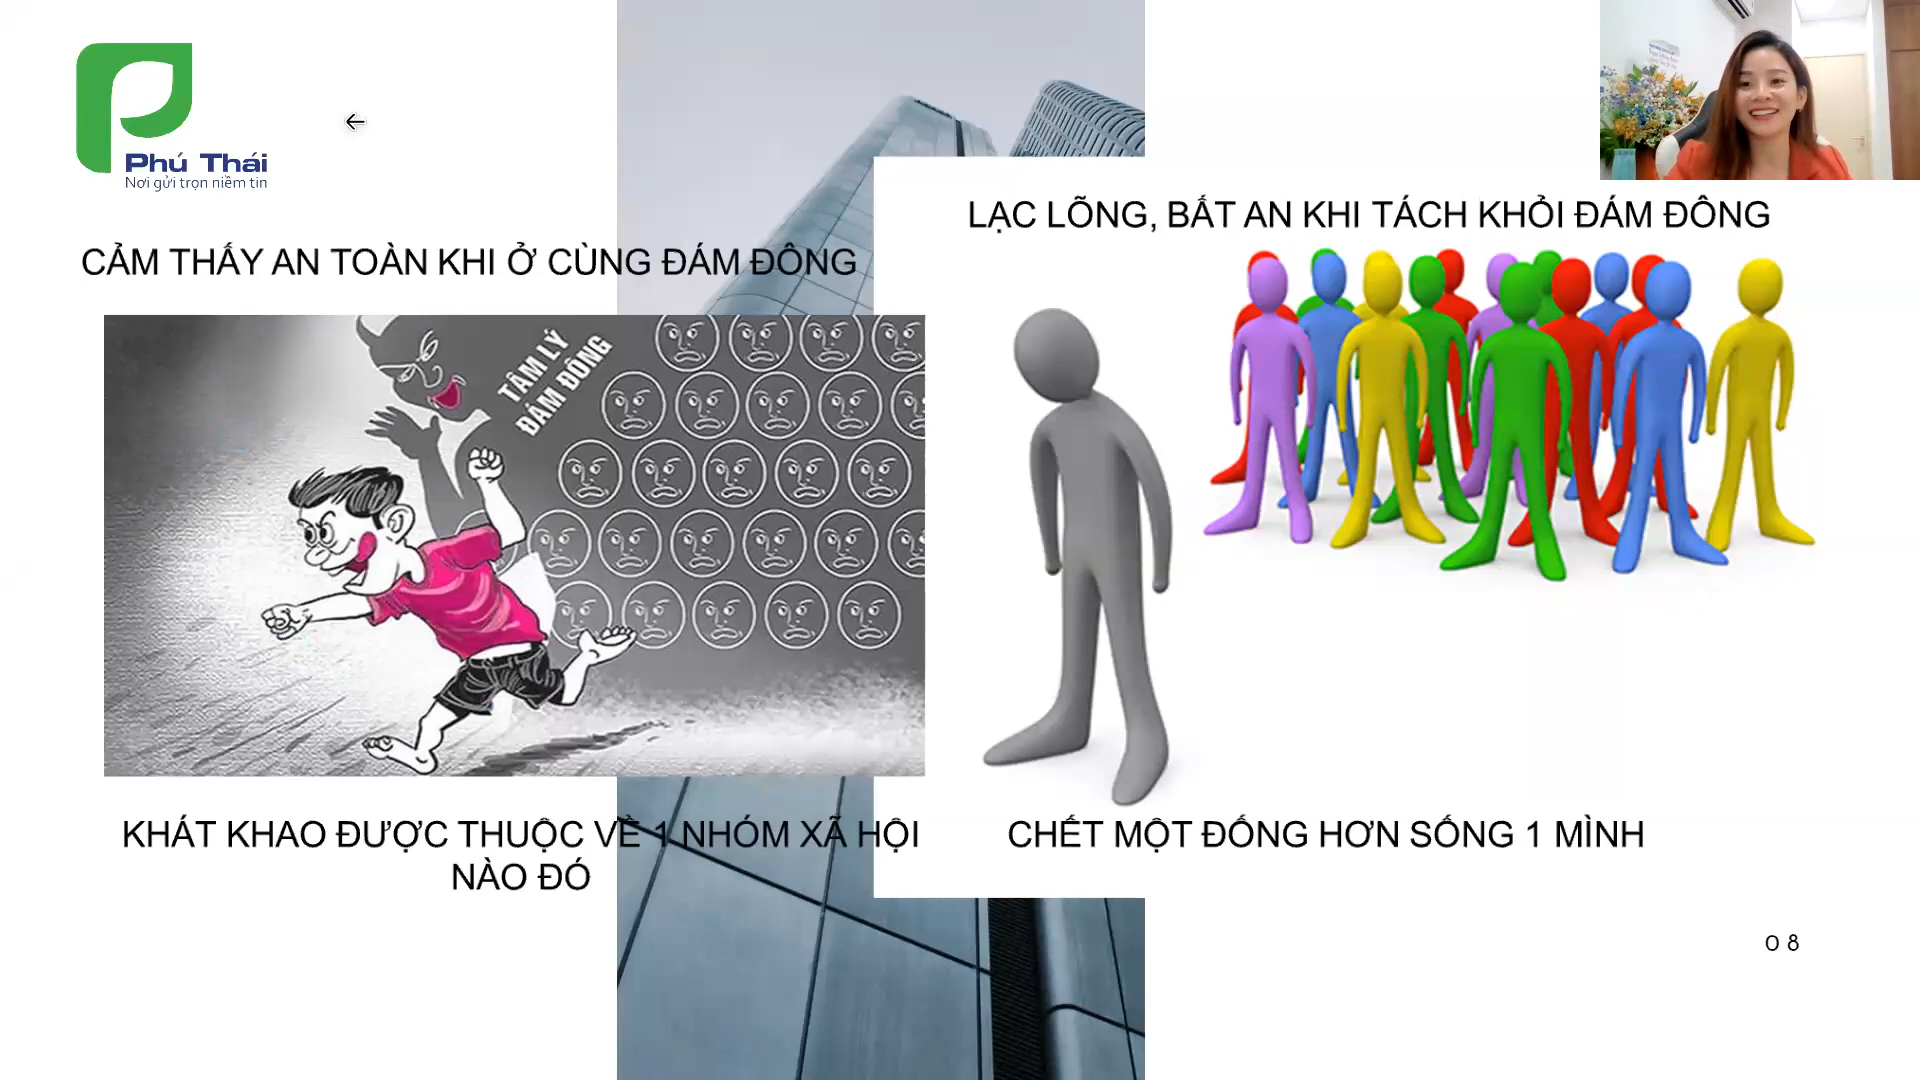 Phú Thái
Nơi gửi trọn niềm tin
CẢM THẤY AN TOÀN KHI Ở CÙNG ĐÁM ĐÔNG
TÂM LÝ
ĐÁM ĐÔNG
KHÁT KHAO ĐƯỢC THUỘC VỀ 1 NHÓM XÃ HỘI
NÀO ĐÓ
LẠC LÕNG, BẤT AN KHI TÁCH KHỎI ĐÁM ĐÔNG
CHẾT MỘT ĐỐNG HƠN SỐNG 1 MÌNH
08